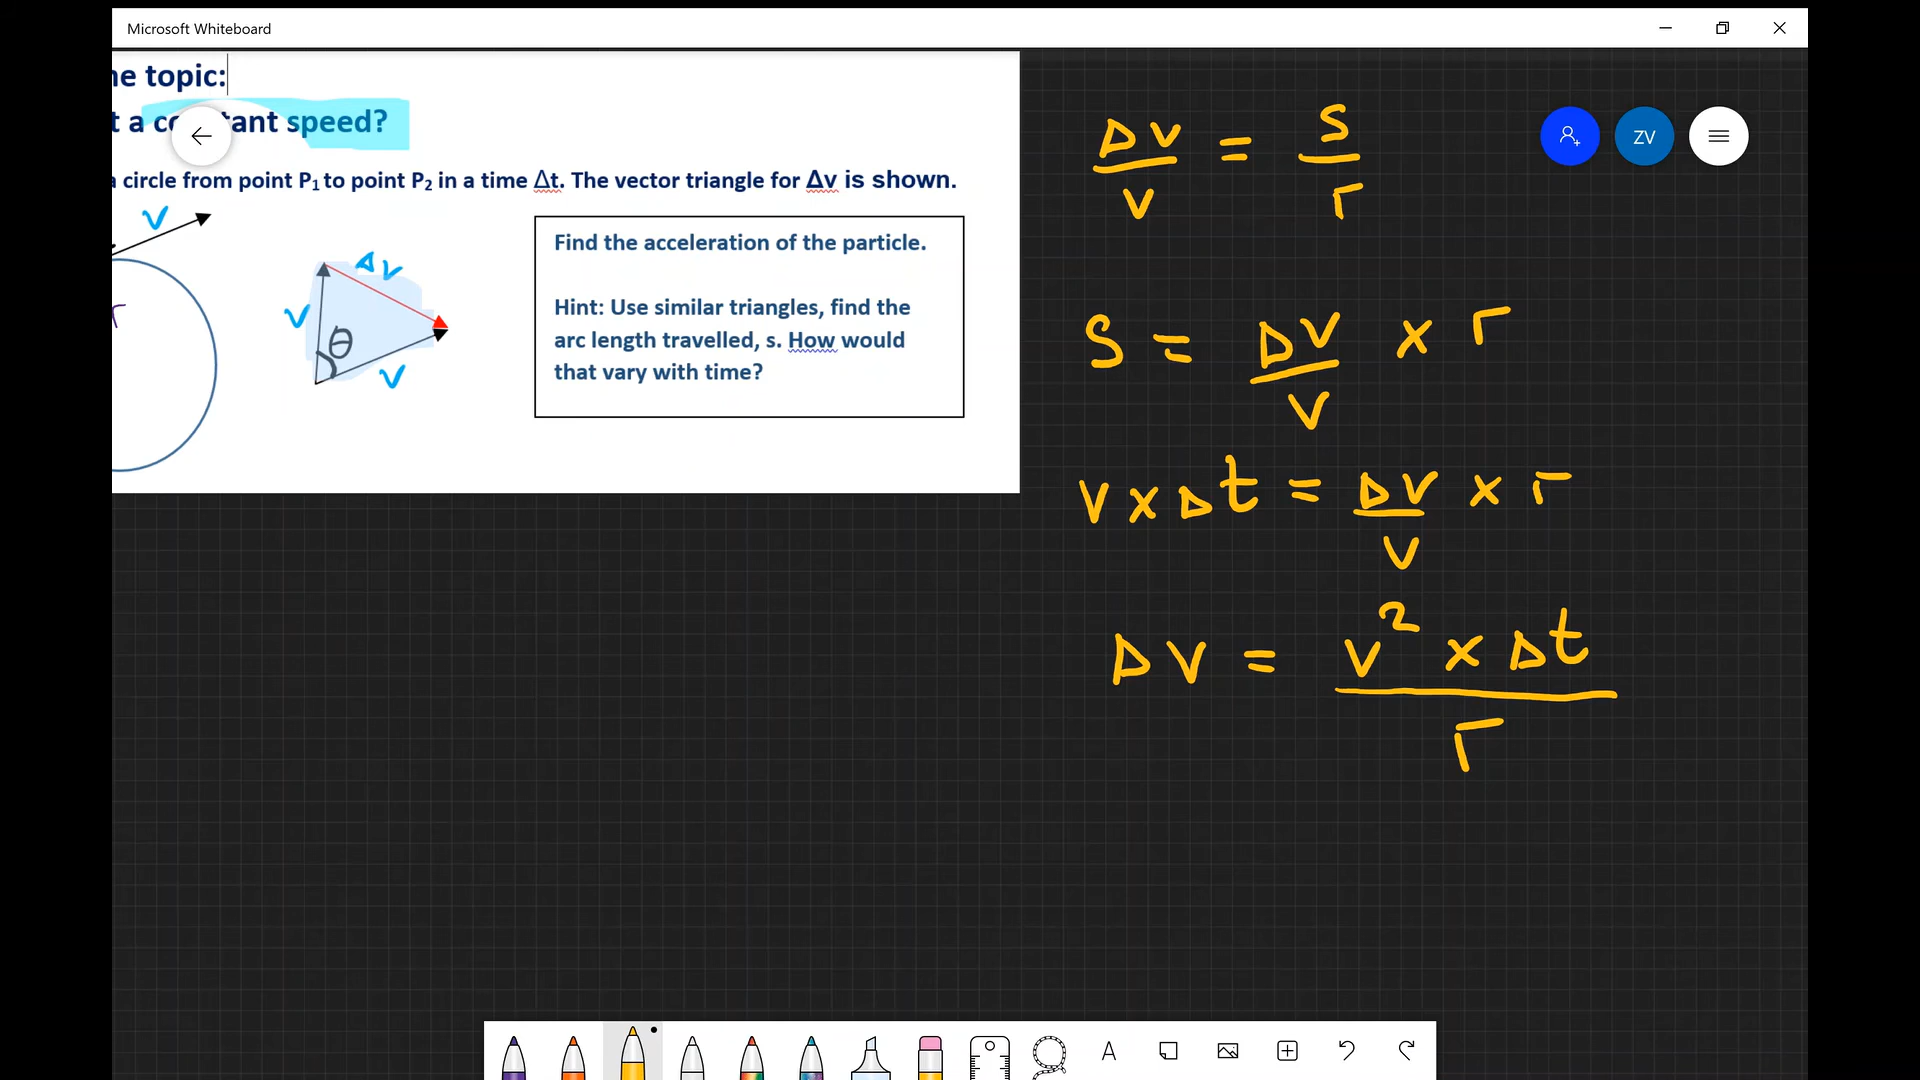 Microsoft Whiteboard
he topic:
t a constant speed?
a circle from point P₁ to point P₂ in a time Δt. The vector triangle for Δv is shown.
v
r
Δv
v
θ
v
Find the acceleration of the particle.
Hint: Use similar triangles, find the
arc length travelled, s. How would
that vary with time?
Δv/v = s/r
s = Δv/v × r
v × Δt = Δv/v × r
Δv = v² × Δt / r
ZV
A